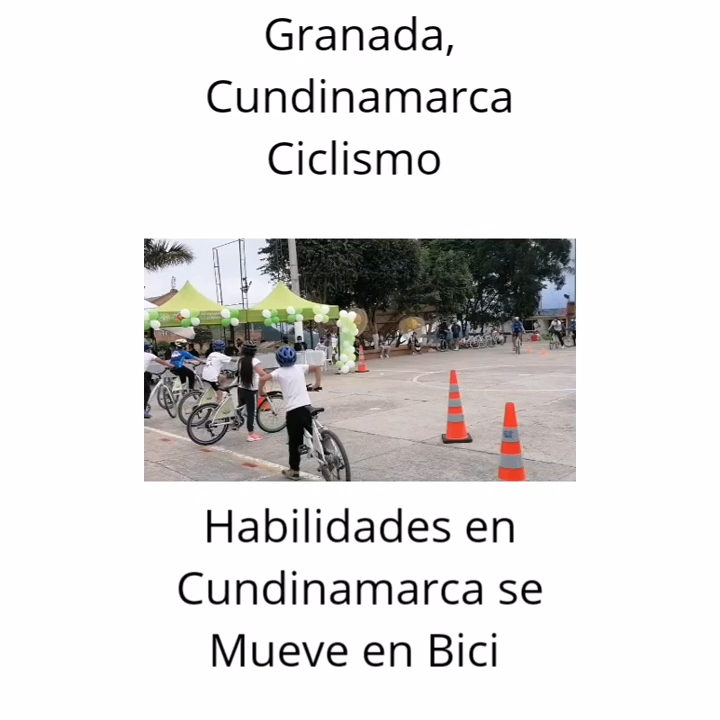 Granada,
Cundinamarca
Ciclismo
Habilidades en
Cundinamarca se
Mueve en Bici